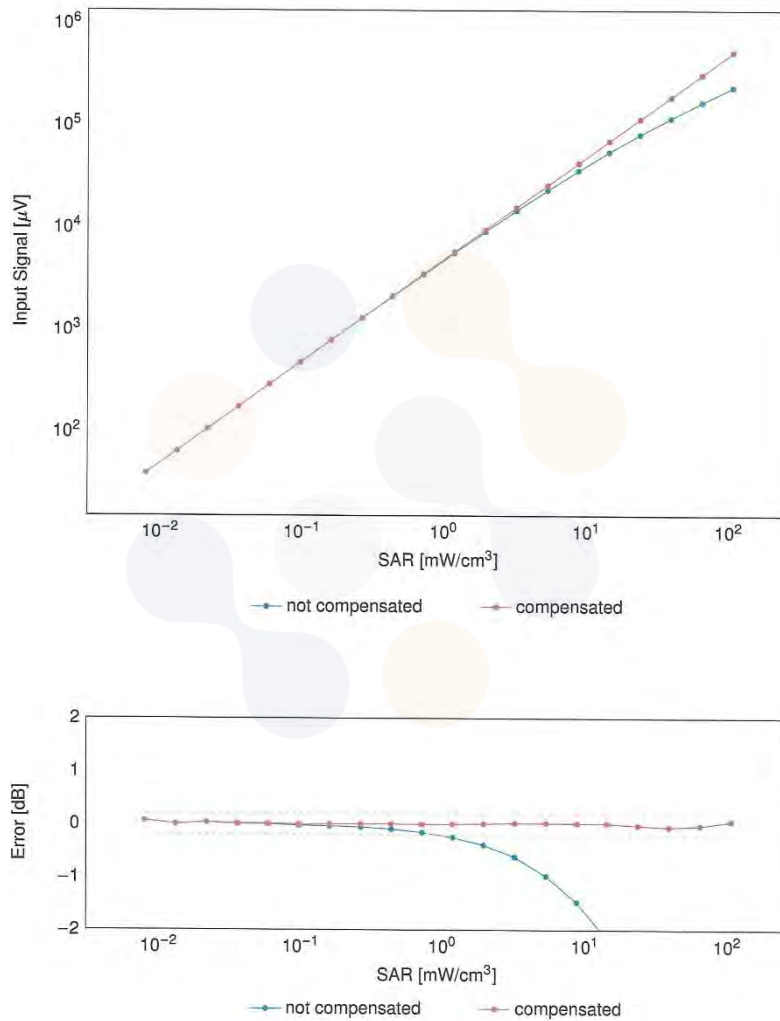 10⁶
10⁵
10⁴
10³
10²
Input Signal [µV]
10⁻² 10⁻¹ 10⁰ 10¹ 10²
SAR [mW/cm³]
not compensated compensated
2
1
0
−1
−2
Error [dB]
10⁻² 10⁻¹ 10⁰ 10¹ 10²
SAR [mW/cm³]
not compensated compensated